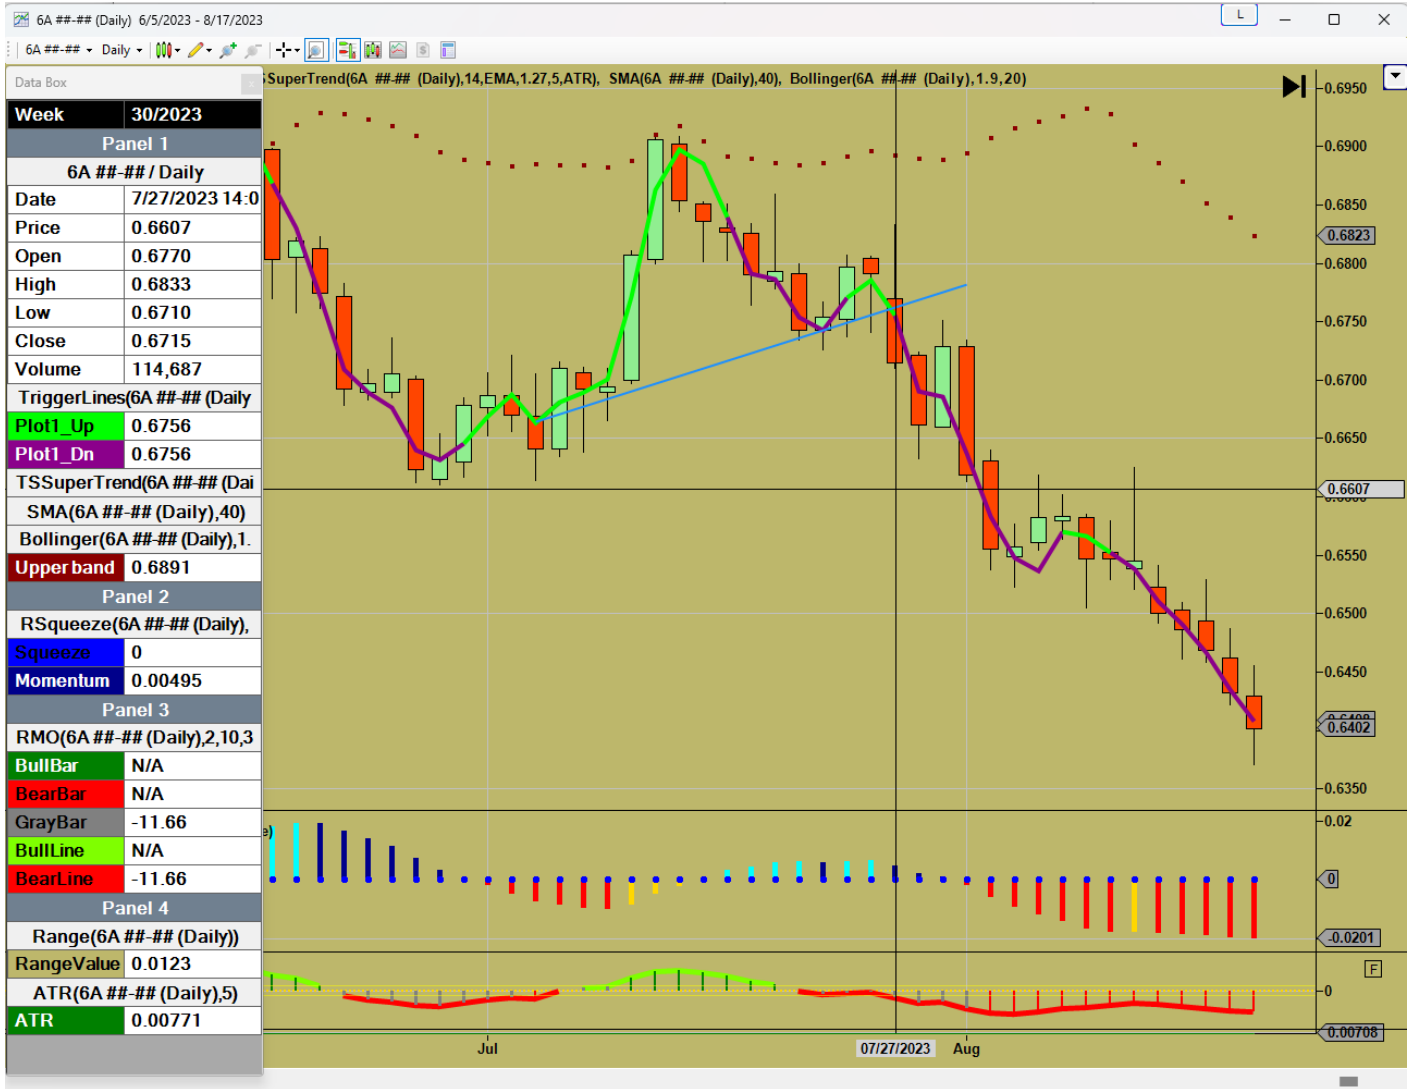 6A ##-## (Daily)  6/5/2023 - 8/17/2023
L
6A ##-##
Daily
Data Box
SuperTrend(6A ##-## (Daily),14,EMA,1.27,5,ATR), SMA(6A ##-## (Daily),40), Bollinger(6A ##-## (Daily),1.9,20)
Week 30/2023
Panel 1
6A ##-## / Daily
Date 7/27/2023 14:0
Price 0.6607
Open 0.6770
High 0.6833
Low 0.6710
Close 0.6715
Volume 114,687
TriggerLines(6A ##-## (Daily
Plot1_Up 0.6756
Plot1_Dn 0.6756
TSSuperTrend(6A ##-## (Dai
SMA(6A ##-## (Daily),40)
Bollinger(6A ##-## (Daily),1.
Upper band 0.6891
Panel 2
RSqueeze(6A ##-## (Daily),
Squeeze 0
Momentum 0.00495
Panel 3
RMO(6A ##-## (Daily),2,10,3
BullBar N/A
BearBar N/A
GrayBar -11.66
BullLine N/A
BearLine -11.66
Panel 4
Range(6A ##-## (Daily))
RangeValue 0.0123
ATR(6A ##-## (Daily),5)
ATR 0.00771
e)
0.6950
0.6900
0.6850
0.6823
0.6800
0.6750
0.6700
0.6650
0.6607
0.6550
0.6500
0.6450
0.6402
0.6350
0.02
0
-0.0201
F
0
0.00708
Jul
07/27/2023
Aug